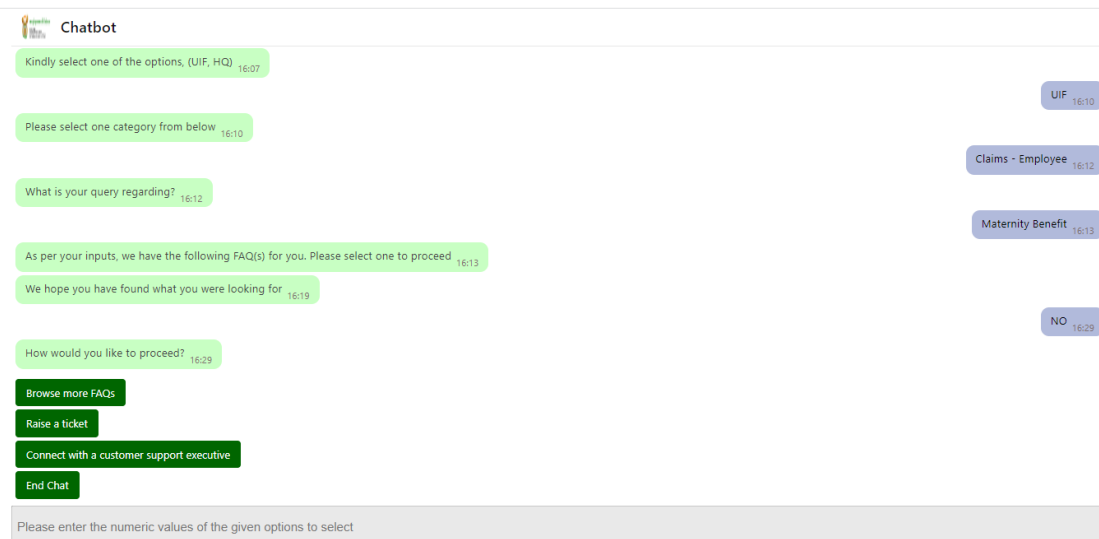 Chatbot
Kindly select one of the options, (UIF, HQ) 16:07
UIF 16:10
Please select one category from below 16:10
Claims - Employee 16:12
What is your query regarding? 16:12
Maternity Benefit 16:13
As per your inputs, we have the following FAQ(s) for you. Please select one to proceed 16:13
We hope you have found what you were looking for 16:19
NO 16:29
How would you like to proceed? 16:29
Browse more FAQs
Raise a ticket
Connect with a customer support executive
End Chat
Please enter the numeric values of the given options to select